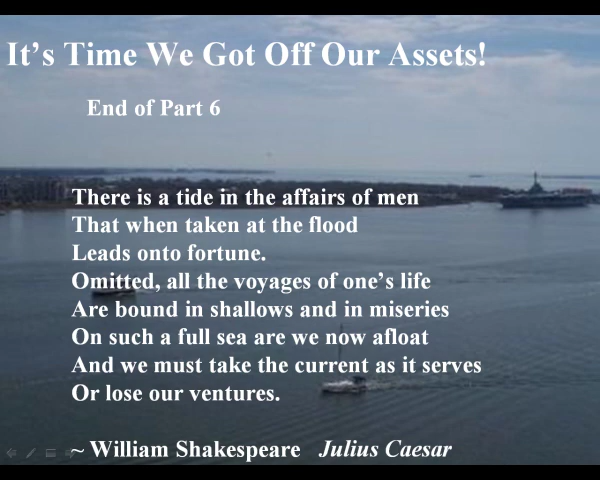 It's Time We Got Off Our Assets!
End of Part 6
There is a tide in the affairs of men
That when taken at the flood
Leads onto fortune.
Omitted, all the voyages of one's life
Are bound in shallows and in miseries
On such a full sea are we now afloat
And we must take the current as it serves
Or lose our ventures.
~ William Shakespeare Julius Caesar